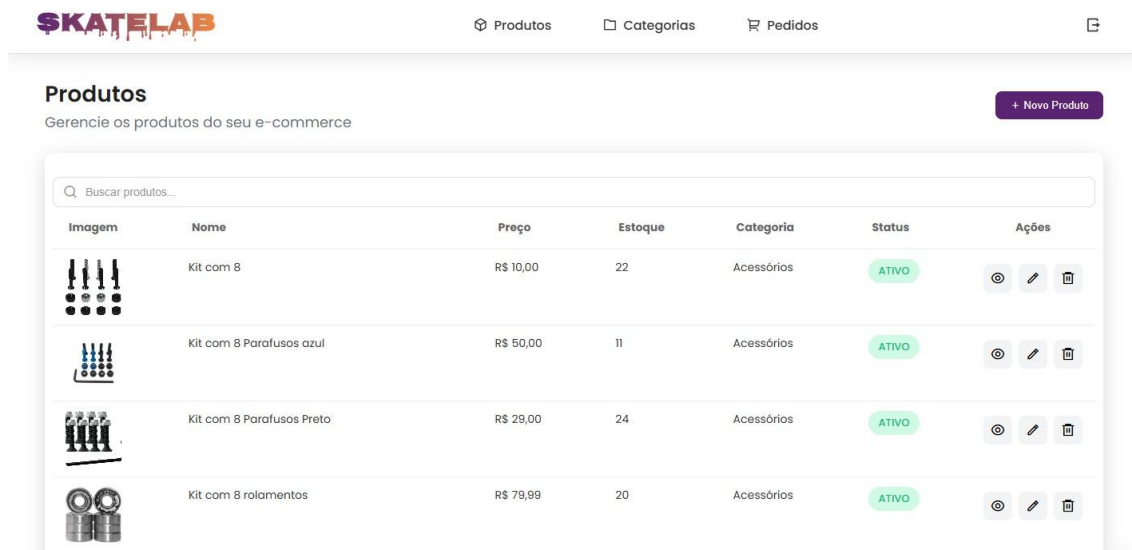 SKATELAB
Produtos Categorias Pedidos
Produtos
Gerencie os produtos do seu e-commerce
+ Novo Produto
Buscar produtos...
Imagem Nome Preço Estoque Categoria Status Ações
Kit com 8 R$ 10,00 22 Acessórios ATIVO
Kit com 8 Parafusos azul R$ 50,00 11 Acessórios ATIVO
Kit com 8 Parafusos Preto R$ 29,00 24 Acessórios ATIVO
Kit com 8 rolamentos R$ 79,99 20 Acessórios ATIVO